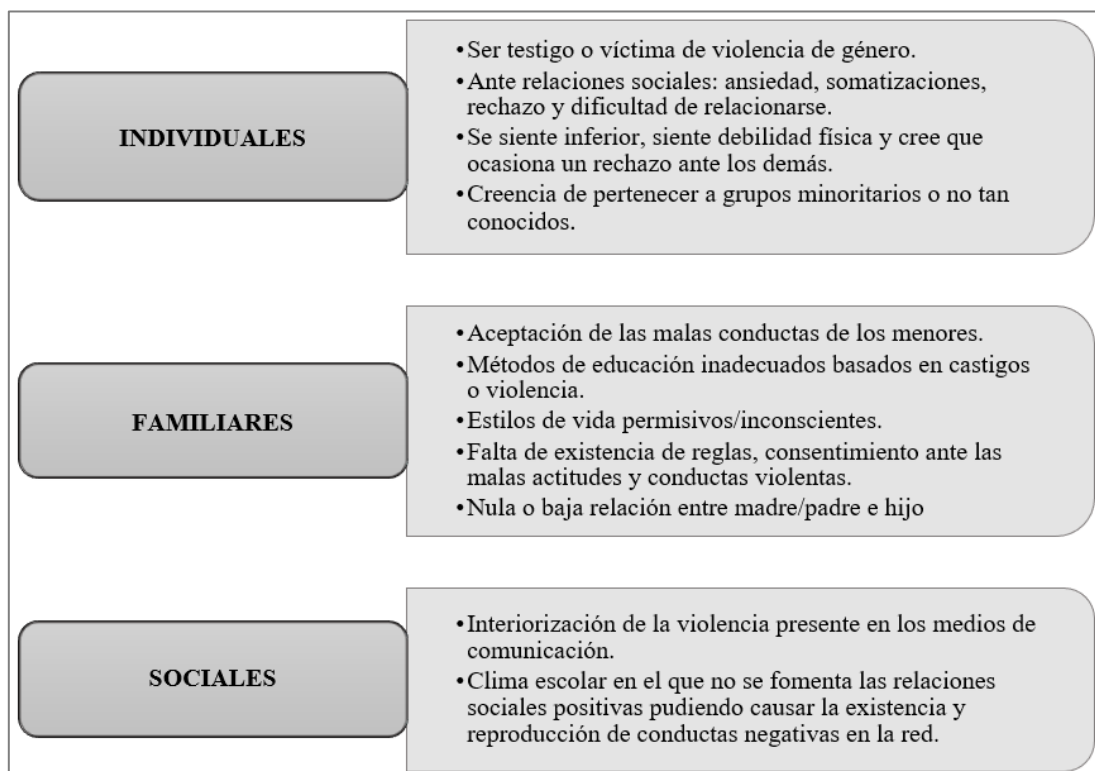 INDIVIDUALES
•Ser testigo o víctima de violencia de género.
•Ante relaciones sociales: ansiedad, somatizaciones,
rechazo y dificultad de relacionarse.
•Se siente inferior, siente debilidad física y cree que
ocasiona un rechazo ante los demás.
•Creencia de pertenecer a grupos minoritarios o no tan
conocidos.
FAMILIARES
•Aceptación de las malas conductas de los menores.
•Métodos de educación inadecuados basados en castigos
o violencia.
•Estilos de vida permisivos/inconscientes.
•Falta de existencia de reglas, consentimiento ante las
malas actitudes y conductas violentas.
•Nula o baja relación entre madre/padre e hijo
SOCIALES
•Interiorización de la violencia presente en los medios de
comunicación.
•Clima escolar en el que no se fomenta las relaciones
sociales positivas pudiendo causar la existencia y
reproducción de conductas negativas en la red.